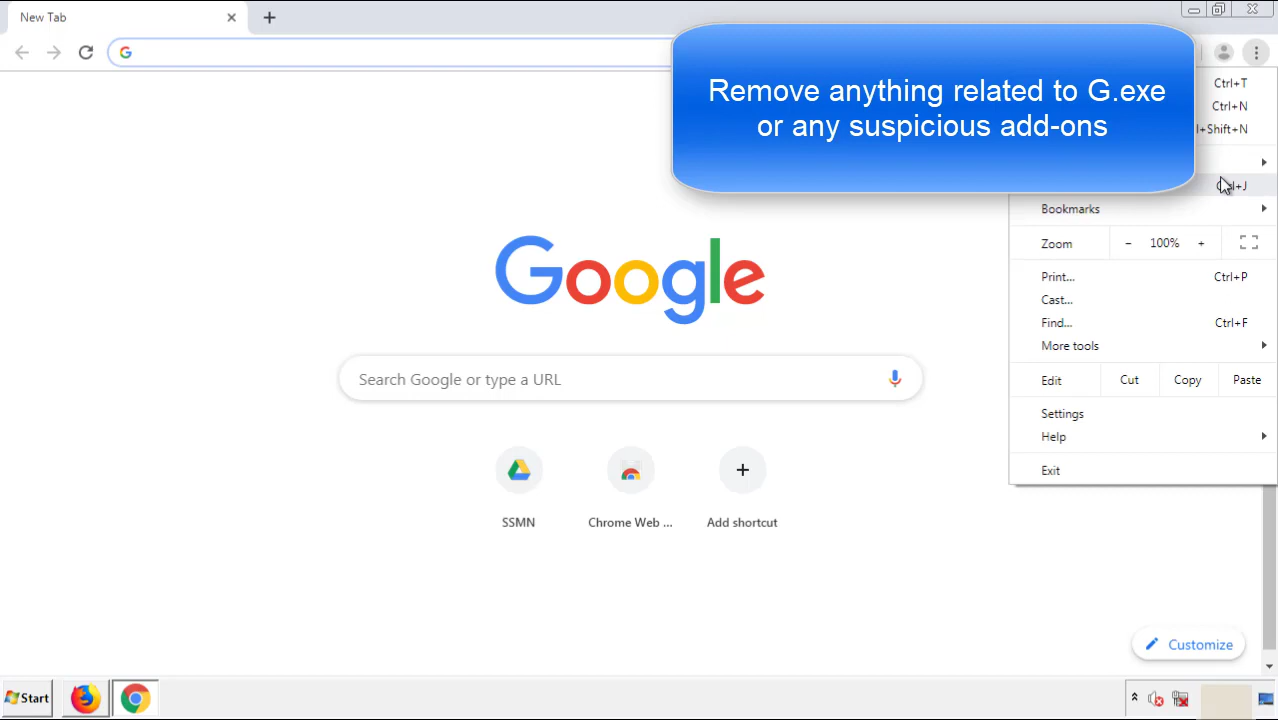 New Tab
Remove anything related to G.exe
or any suspicious add-ons
Ctrl+T
Ctrl+N
+Shift+N
Bookmarks
Zoom - 100% +
Print... Ctrl+P
Cast...
Find... Ctrl+F
More tools
Edit Cut Copy Paste
Settings
Help
Exit
Google
Search Google or type a URL
SSMN Chrome Web ... Add shortcut
Customize
Start